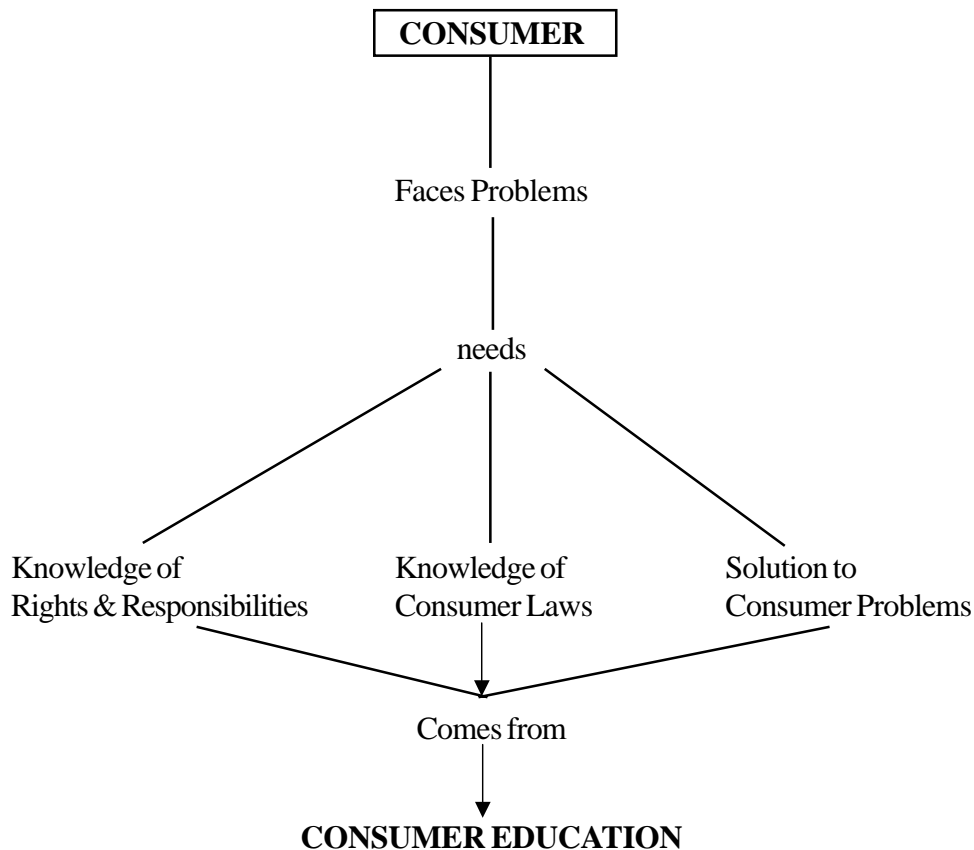 CONSUMER
Faces Problems
needs
Knowledge of
Rights & Responsibilities
Knowledge of
Consumer Laws
Solution to
Consumer Problems
Comes from
CONSUMER EDUCATION